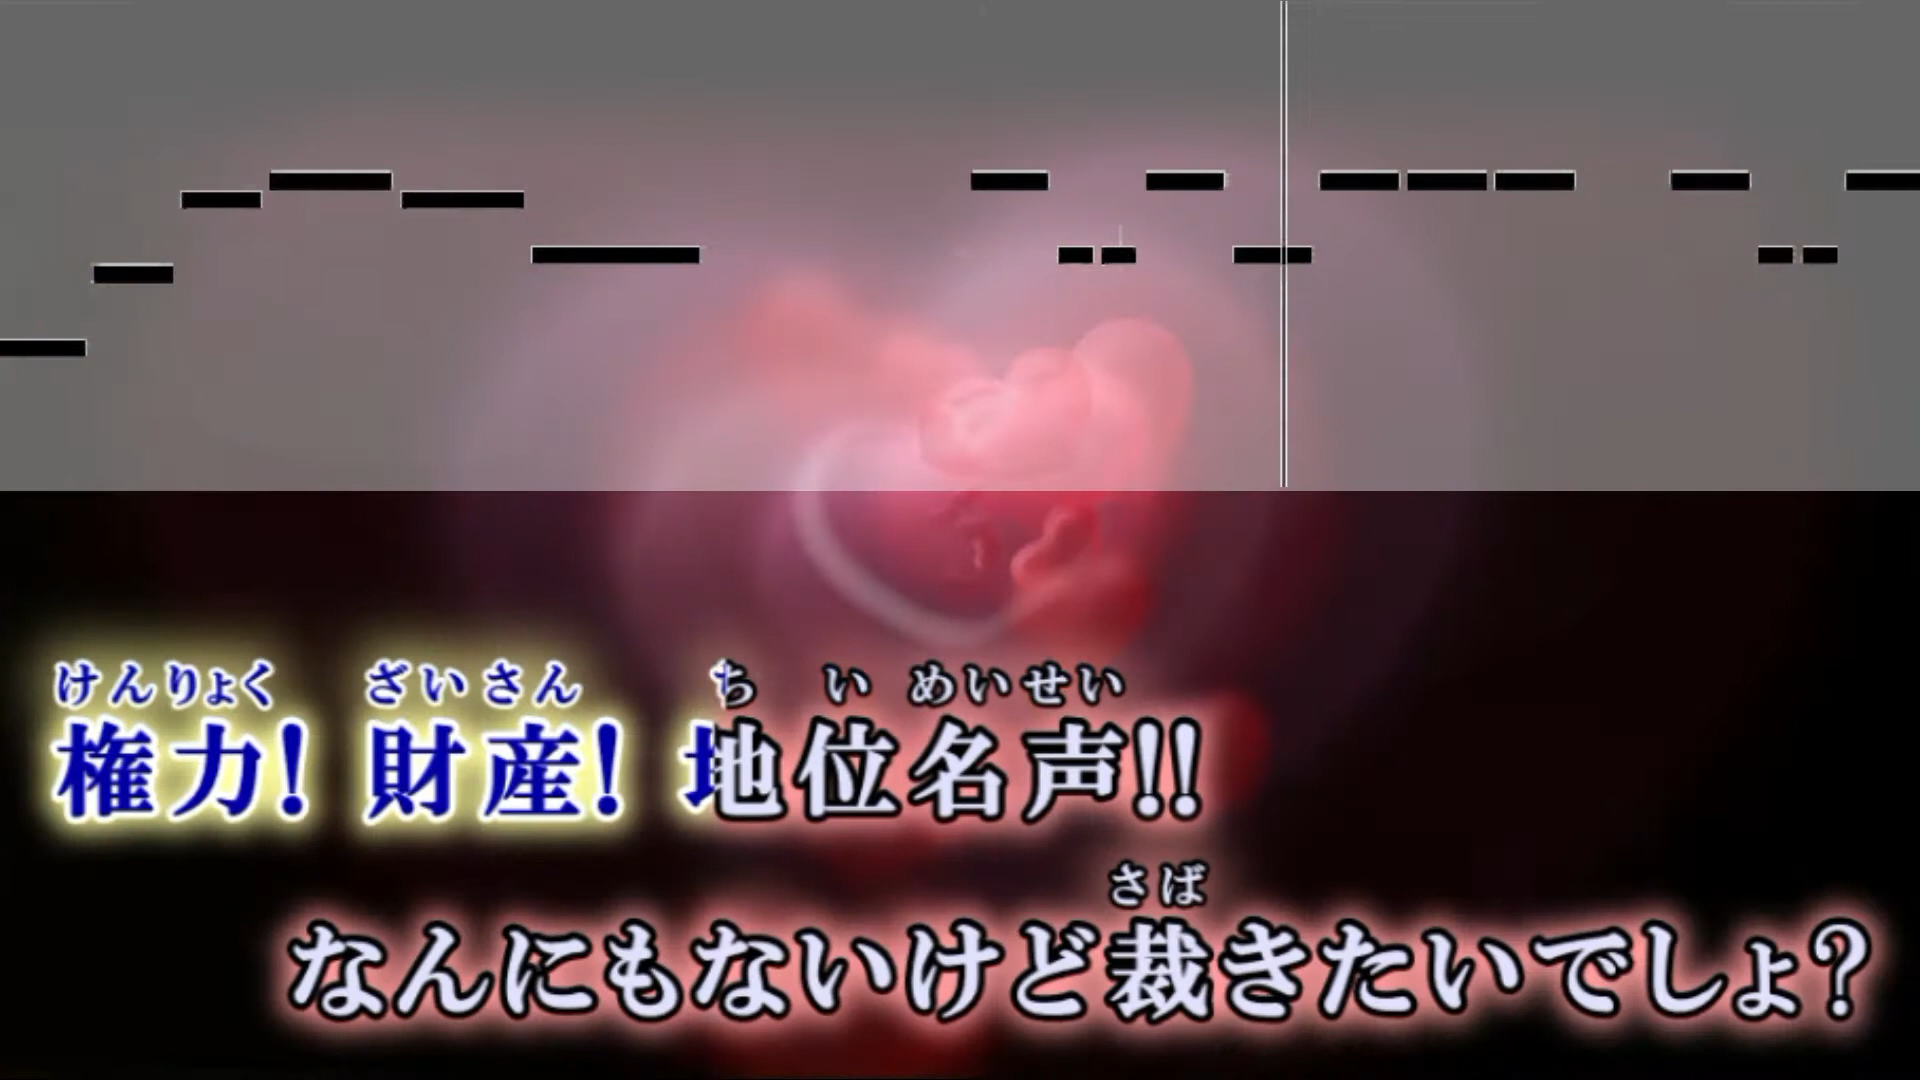 けんりょく ざいさん ち い めいせい
権力! 財産! 地位名声!!
さば
なんにもないけど裁きたいでしょ?